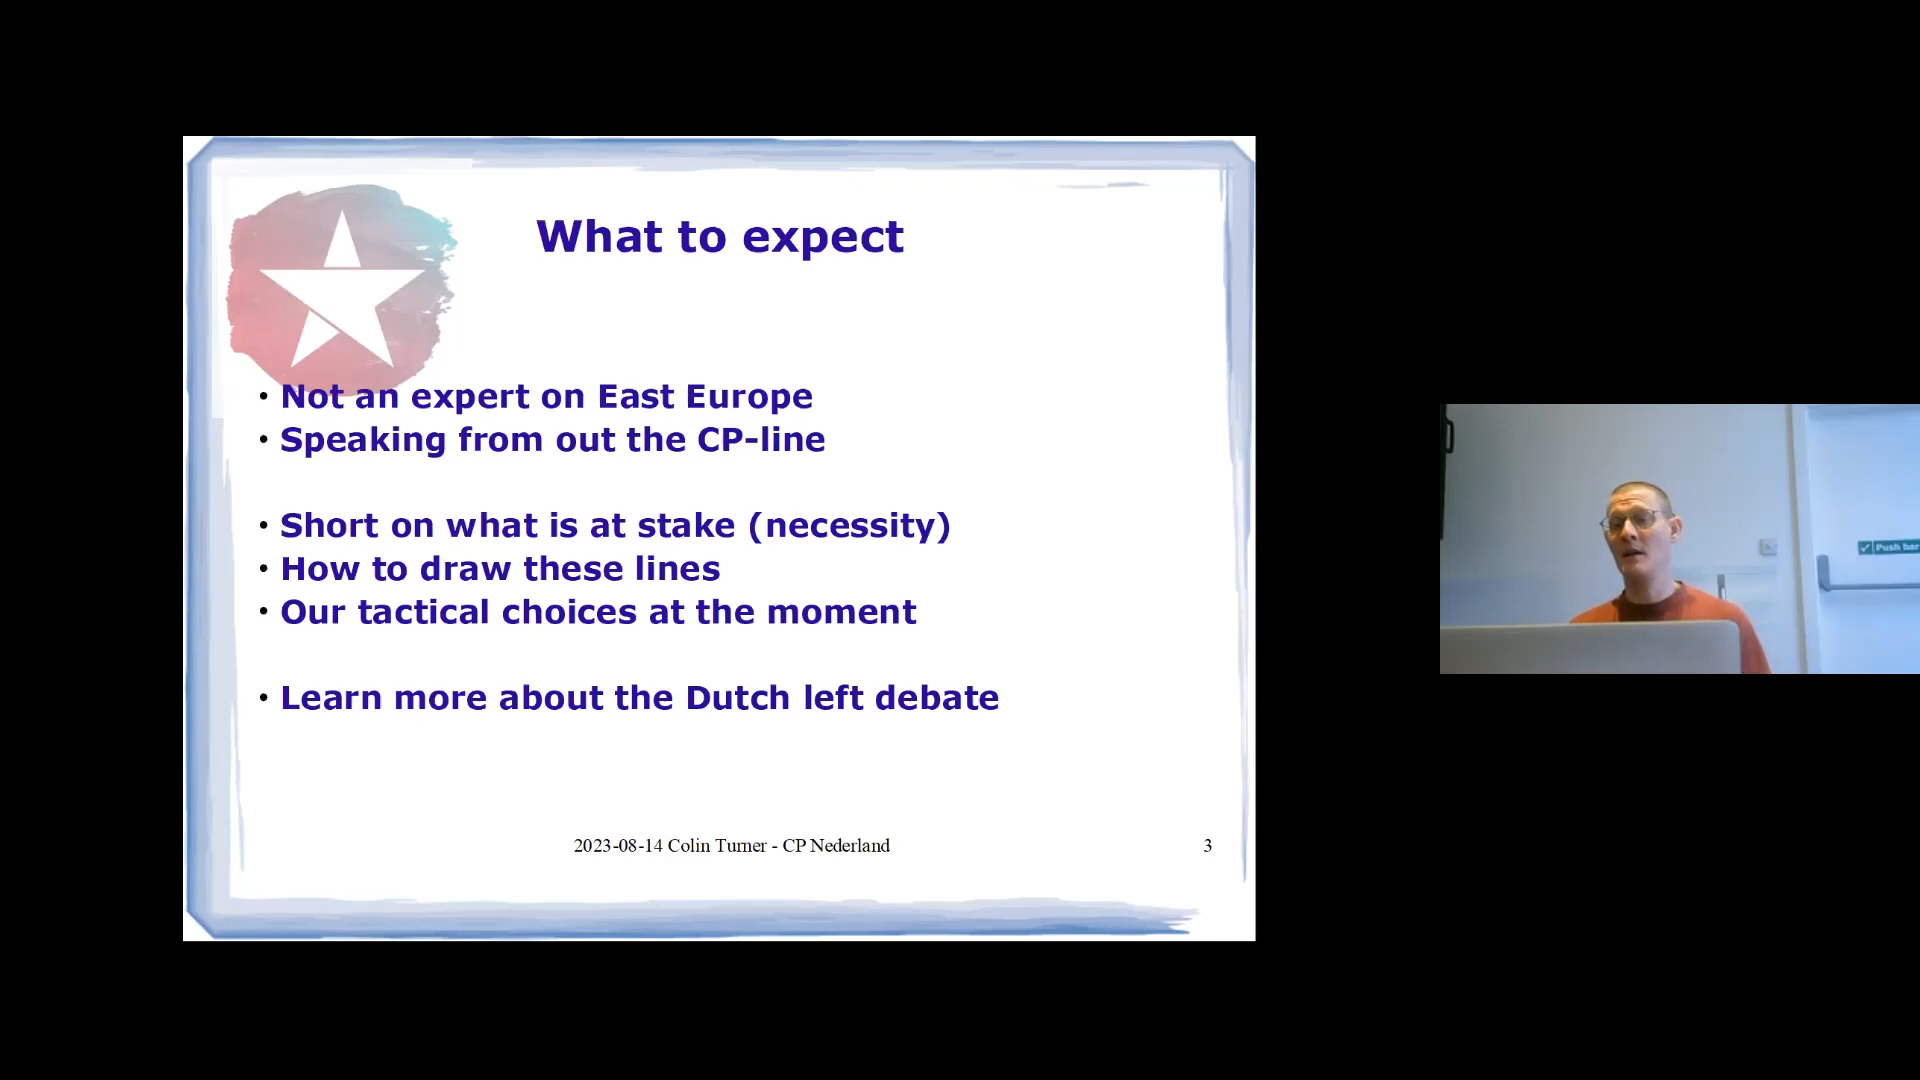 What to expect
• Not an expert on East Europe
• Speaking from out the CP-line
• Short on what is at stake (necessity)
• How to draw these lines
• Our tactical choices at the moment
• Learn more about the Dutch left debate
2023-08-14 Colin Turner - CP Nederland
3
Push bar